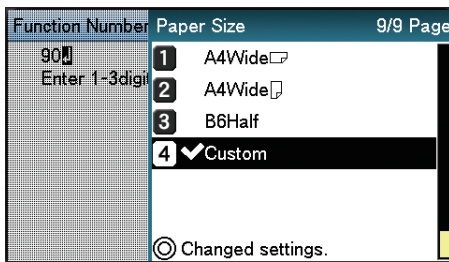 Function Number
Paper Size 9/9 Page
90
Enter 1-3digi
1 A4Wide
2 A4Wide
3 B6Half
4 Custom
Changed settings.